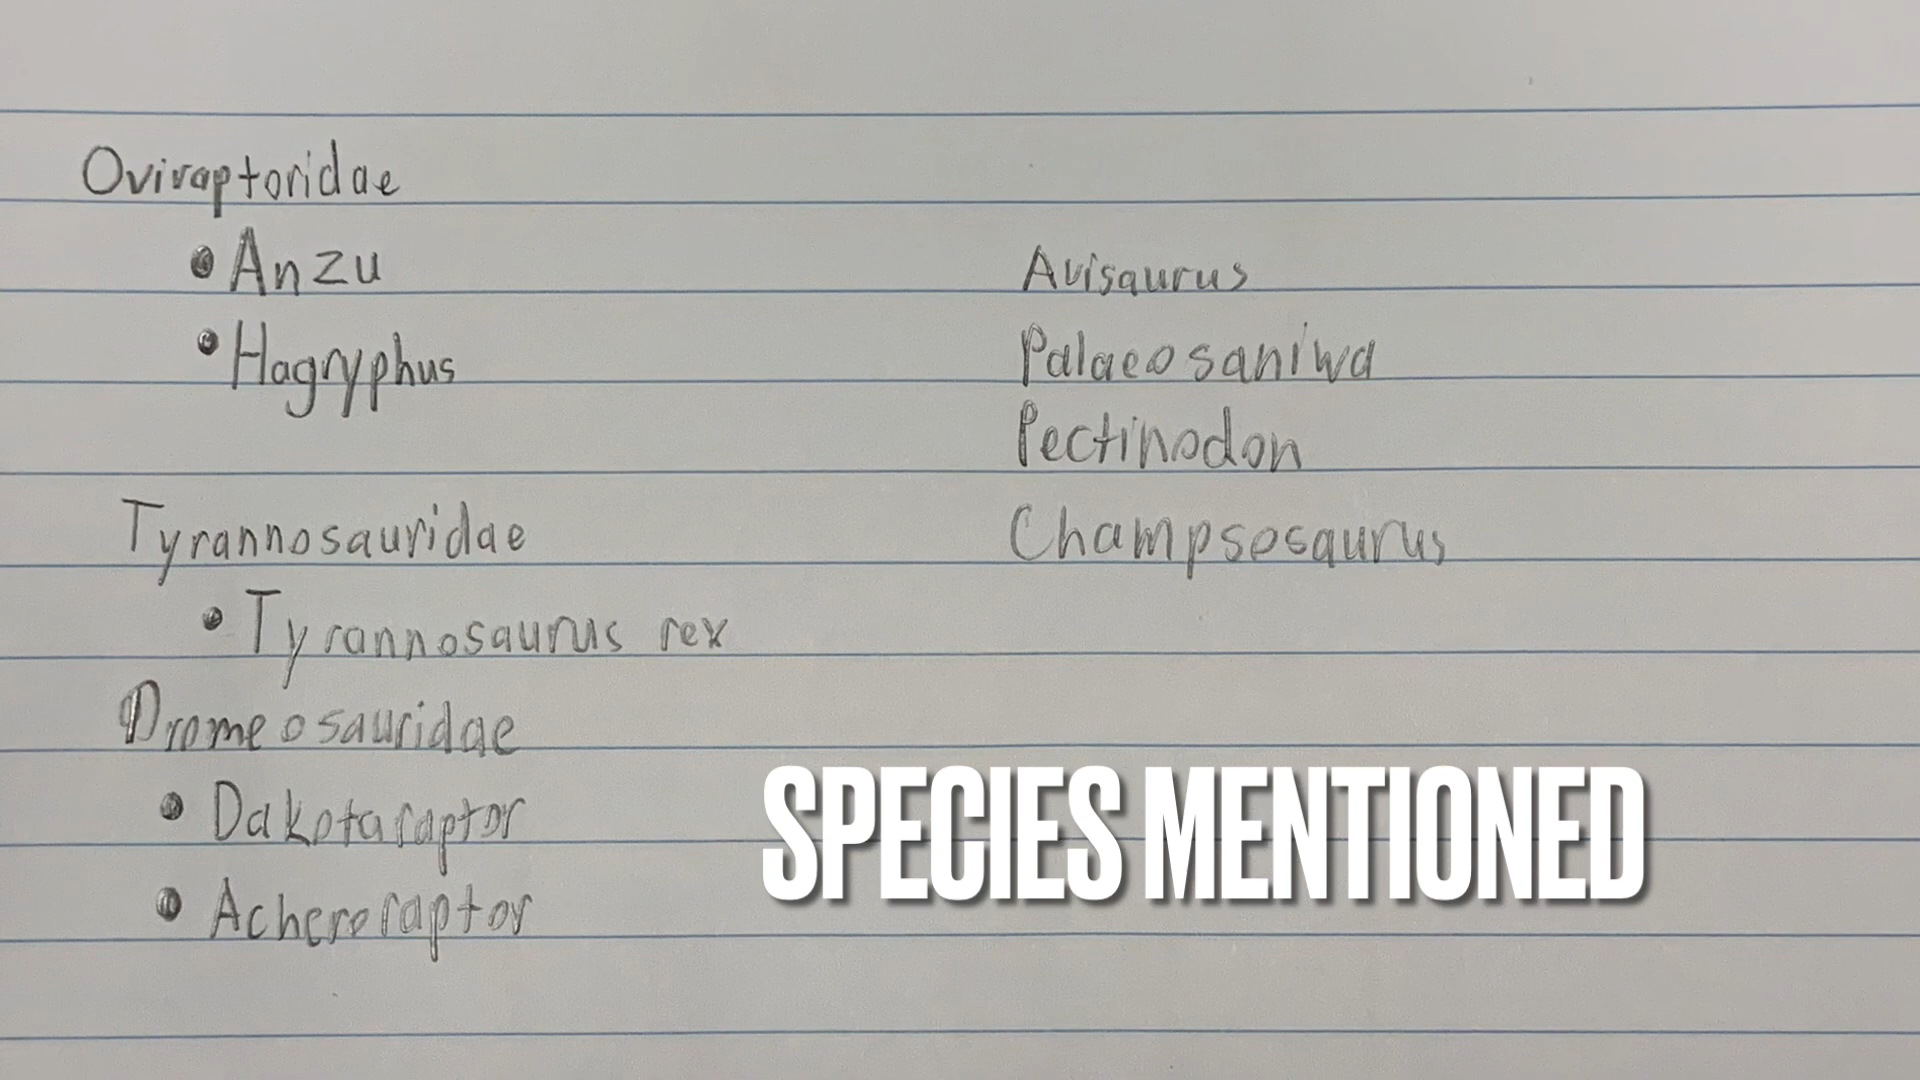 Oviraptoridae
• Anzu
• Hagryphus
Tyrannosauridae
• Tyrannosaurus rex
Dromeosauridae
• Dakotaraptor
• Acheroraptor
Avisaurus
Palaeosaniwa
Pectinodon
Champsosaurus
SPECIES MENTIONED